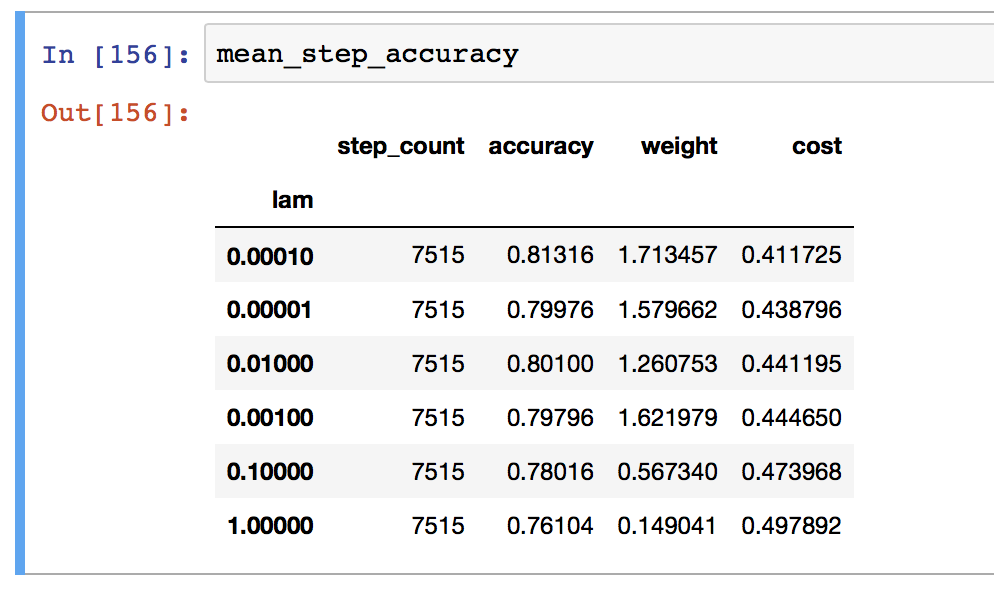 In [156]: mean_step_accuracy
Out[156]:
step_count accuracy weight cost
lam
0.00010 7515 0.81316 1.713457 0.411725
0.00001 7515 0.79976 1.579662 0.438796
0.01000 7515 0.80100 1.260753 0.441195
0.00100 7515 0.79796 1.621979 0.444650
0.10000 7515 0.78016 0.567340 0.473968
1.00000 7515 0.76104 0.149041 0.497892